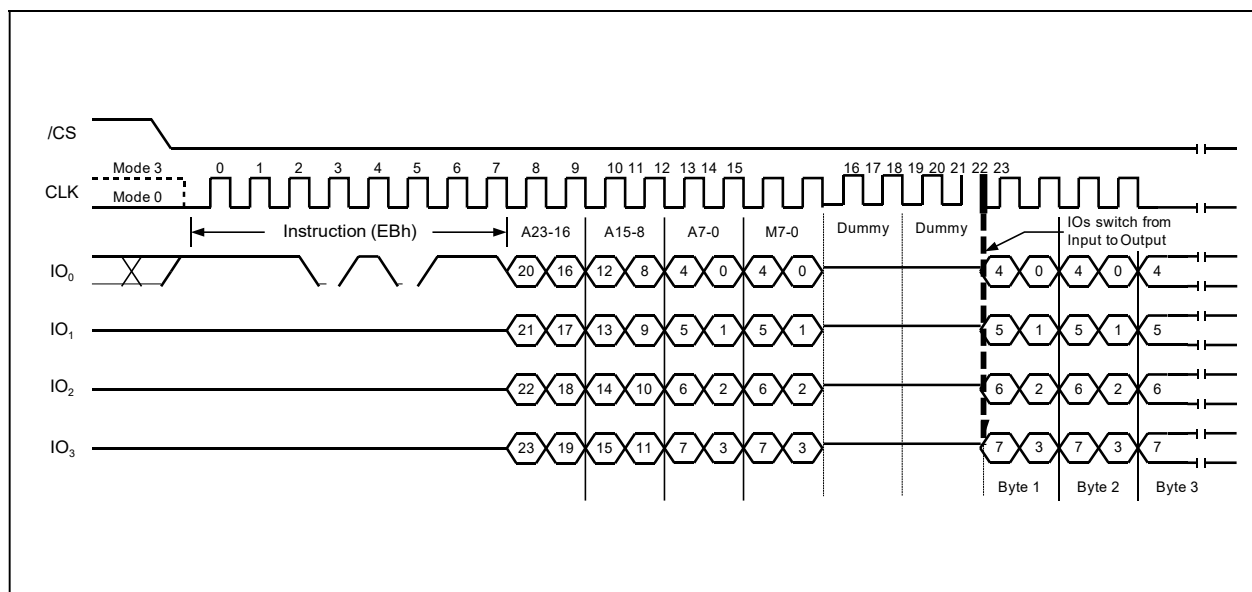 /CS
Mode 3
0 1 2 3 4 5 6 7 8 9 10 11 12 13 14 15 16 17 18 19 20 21 22 23
CLK
Mode 0
Instruction (EBh) A23-16 A15-8 A7-0 M7-0 Dummy Dummy
IOs switch from
Input to Output
IO0 20 16 12 8 4 0 4 0 4 0 4 0 4
IO1 21 17 13 9 5 1 5 1 5 1 5 1 5
IO2 22 18 14 10 6 2 6 2 6 2 6 2 6
IO3 23 19 15 11 7 3 7 3 7 3 7 3 7
Byte 1 Byte 2 Byte 3